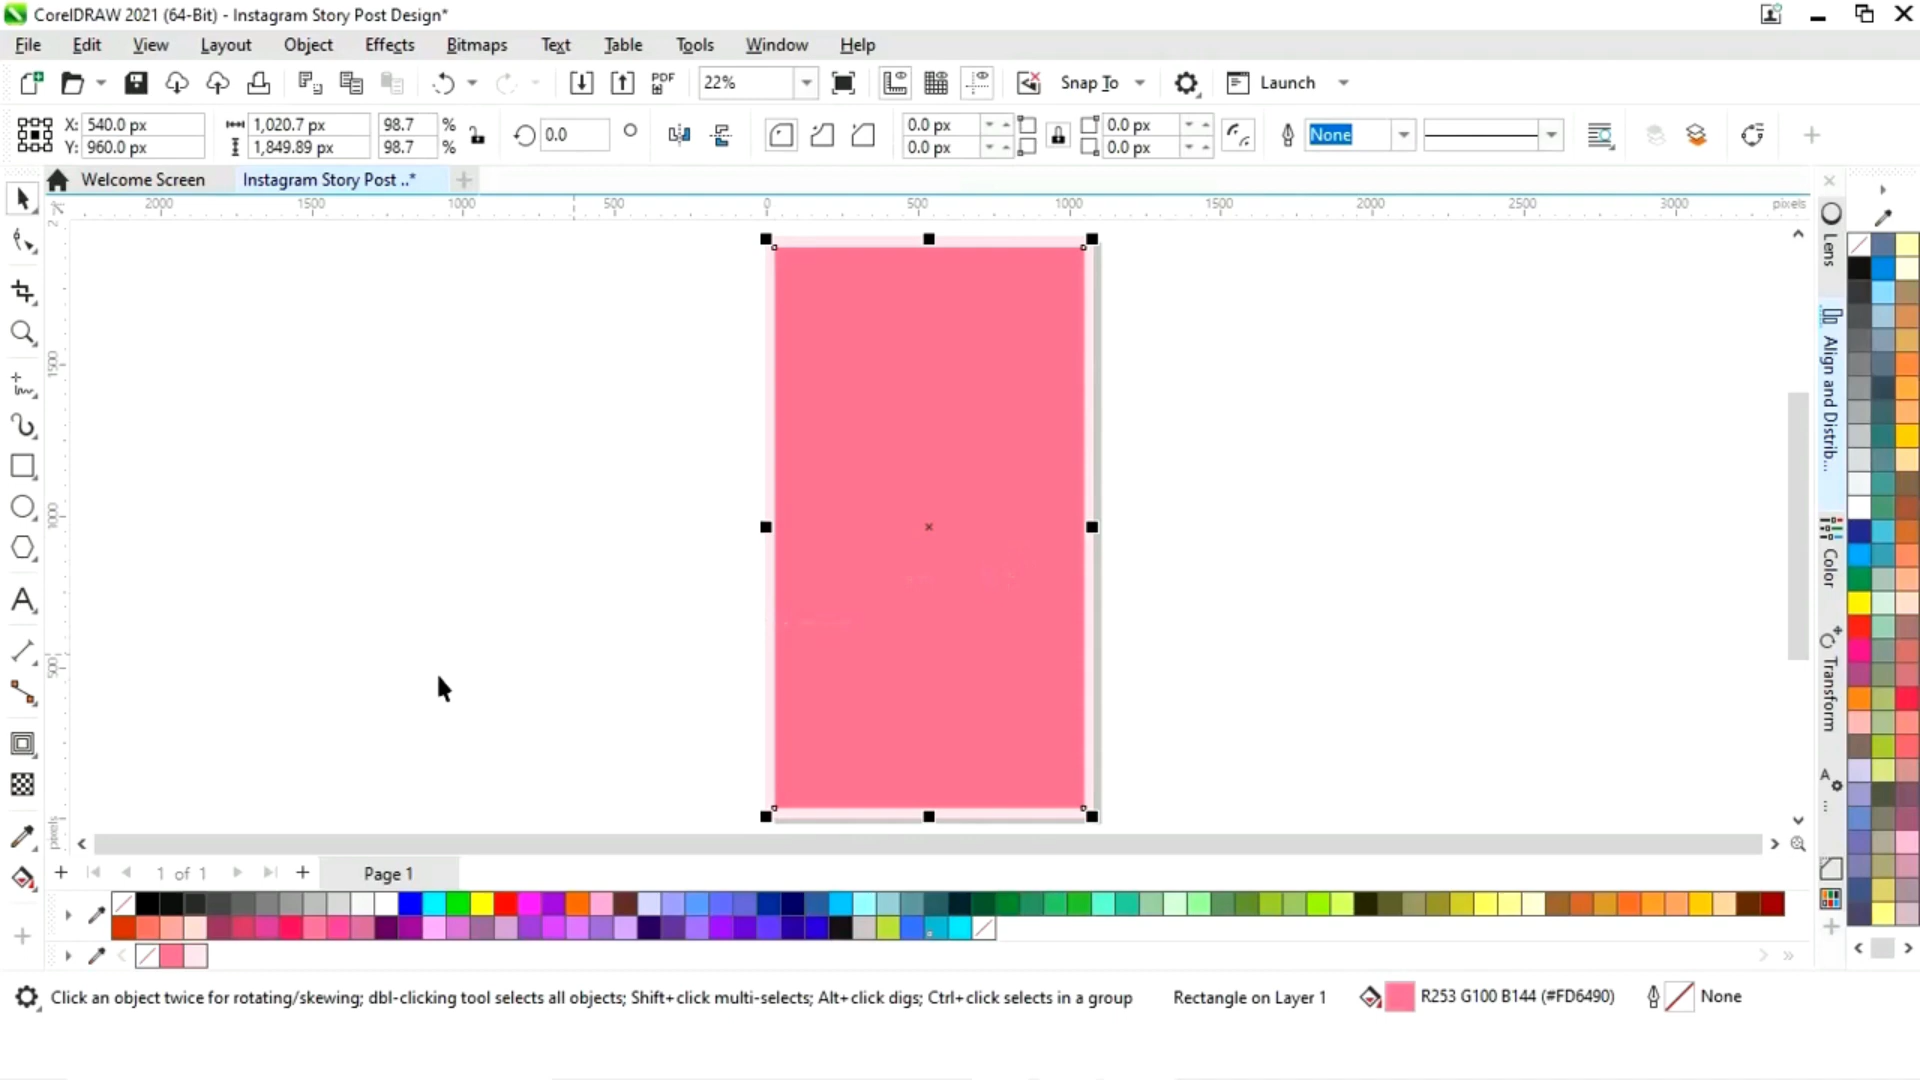 CorelDRAW 2021 (64-Bit) - Instagram Story Post Design*
File Edit View Layout Object Effects Bitmaps Text Table Tools Window Help
PDF 22% Snap To Launch
X: 540.0 px 1,020.7 px 98.7 % 0.0 0.0 px 0.0 px None
Y: 960.0 px 1,849.89 px 98.7 % 0.0 px 0.0 px
Welcome Screen Instagram Story Post ..*
2000 1500 1000 500 0 500 1000 1500 2000 2500 3000 pixels
Lens
1500
Align and Distrib...
1000
Color
500
Transform
A
...
pixels
1 of 1 Page 1
Click an object twice for rotating/skewing; dbl-clicking tool selects all objects; Shift+click multi-selects; Alt+click digs; Ctrl+click selects in a group Rectangle on Layer 1 R253 G100 B144 (#FD6490) None